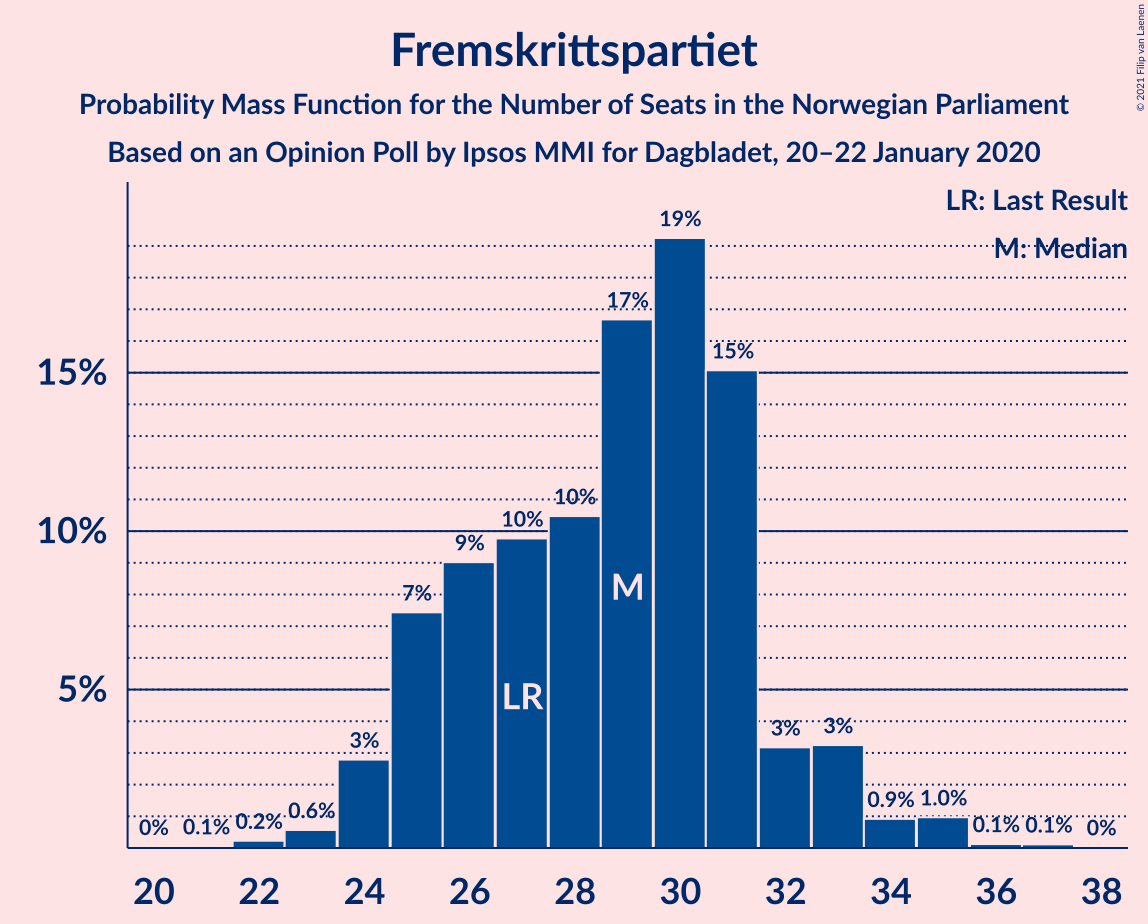 Fremskrittspartiet
Probability Mass Function for the Number of Seats in the Norwegian Parliament
Based on an Opinion Poll by Ipsos MMI for Dagbladet, 20–22 January 2020
© 2021 Filip van Laenen
LR: Last Result
M: Median
15%
10%
5%
0%
0.1%
0.2%
0.6%
3%
7%
9%
10%
10%
17%
19%
15%
3%
3%
0.9%
1.0%
0.1%
0.1%
0%
LR
M
20 22 24 26 28 30 32 34 36 38